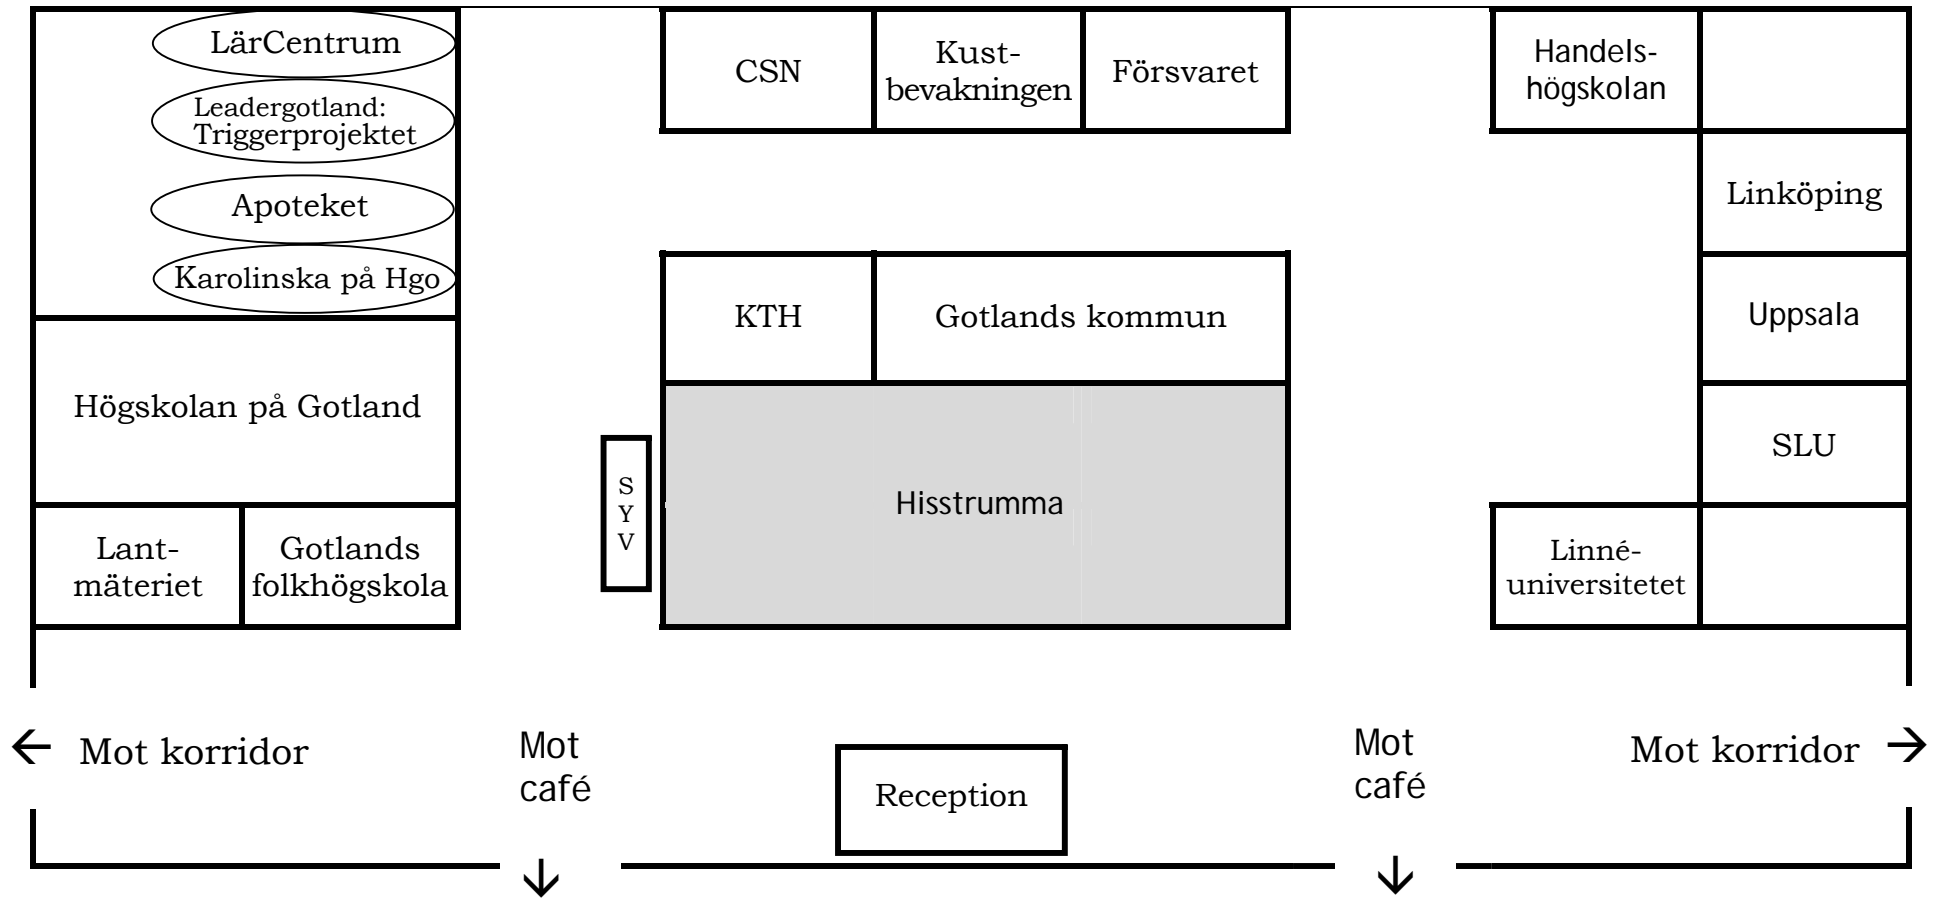 LärCentrum
Leadergotland:
Triggerprojektet
Apoteket
Karolinska på Hgo
Högskolan på Gotland
Lant-
mäteriet
Gotlands
folkhögskola
CSN
Kust-
bevakningen
Försvaret
KTH
Gotlands kommun
S
Y
V
Hisstrumma
Handels-
högskolan
Linköping
Uppsala
SLU
Linné-
universitetet
← Mot korridor
Mot
café
↓
Reception
Mot
café
↓
Mot korridor →